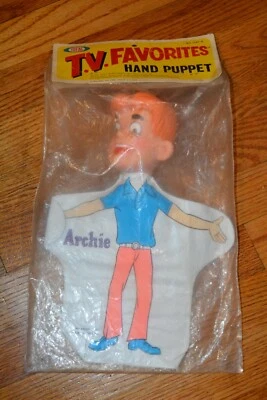 IDEAL
T.V. FAVORITES
HAND PUPPET
Archie